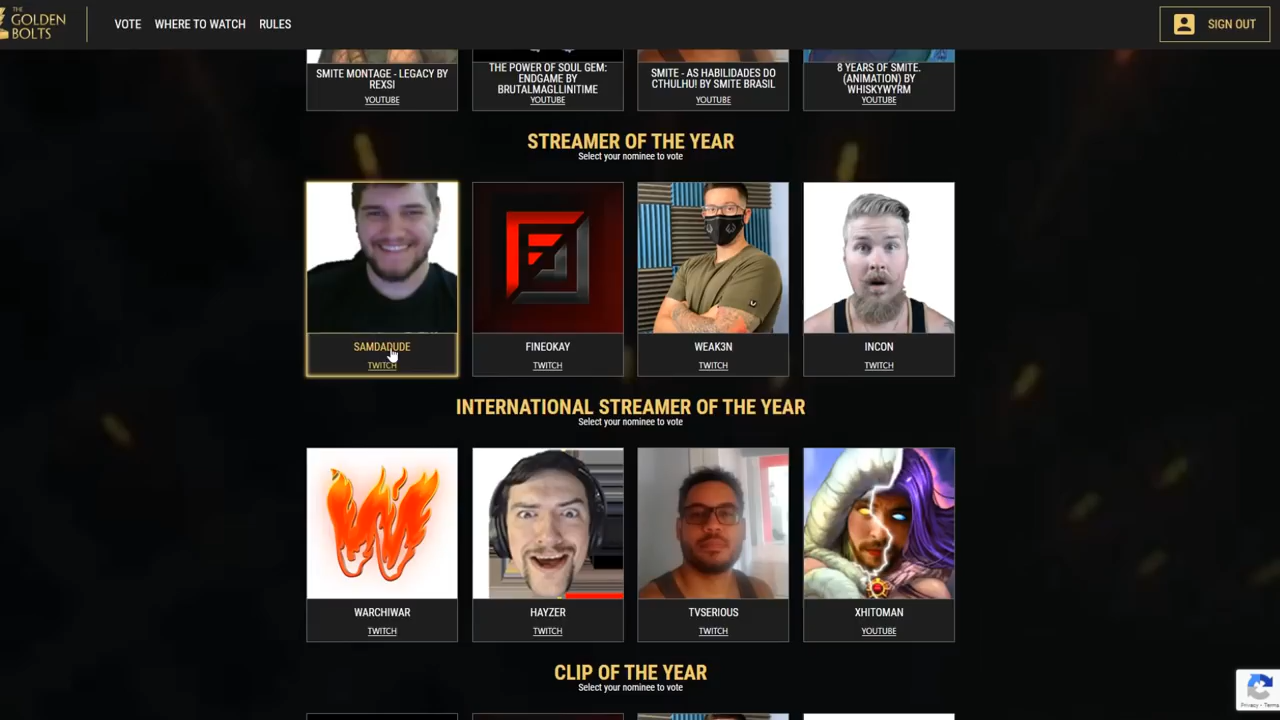 THE
GOLDEN
BOLTS
VOTE
WHERE TO WATCH
RULES
SIGN OUT
SMITE MONTAGE - LEGACY BY
REXSI
YOUTUBE
THE POWER OF SOUL GEM:
ENDGAME BY
BRUTALMAGLLINITIME
YOUTUBE
SMITE - AS HABILIDADES DO
CTHULHU! BY SMITE BRASIL
YOUTUBE
8 YEARS OF SMITE.
(ANIMATION) BY
WHISKYWYRM
YOUTUBE
STREAMER OF THE YEAR
Select your nominee to vote
SAMDADUDE
TWITCH
FINEOKAY
TWITCH
WEAK3N
TWITCH
INCON
TWITCH
INTERNATIONAL STREAMER OF THE YEAR
Select your nominee to vote
WARCHIWAR
TWITCH
HAYZER
TWITCH
TVSERIOUS
TWITCH
XHITOMAN
YOUTUBE
CLIP OF THE YEAR
Select your nominee to vote
Privacy - Terms